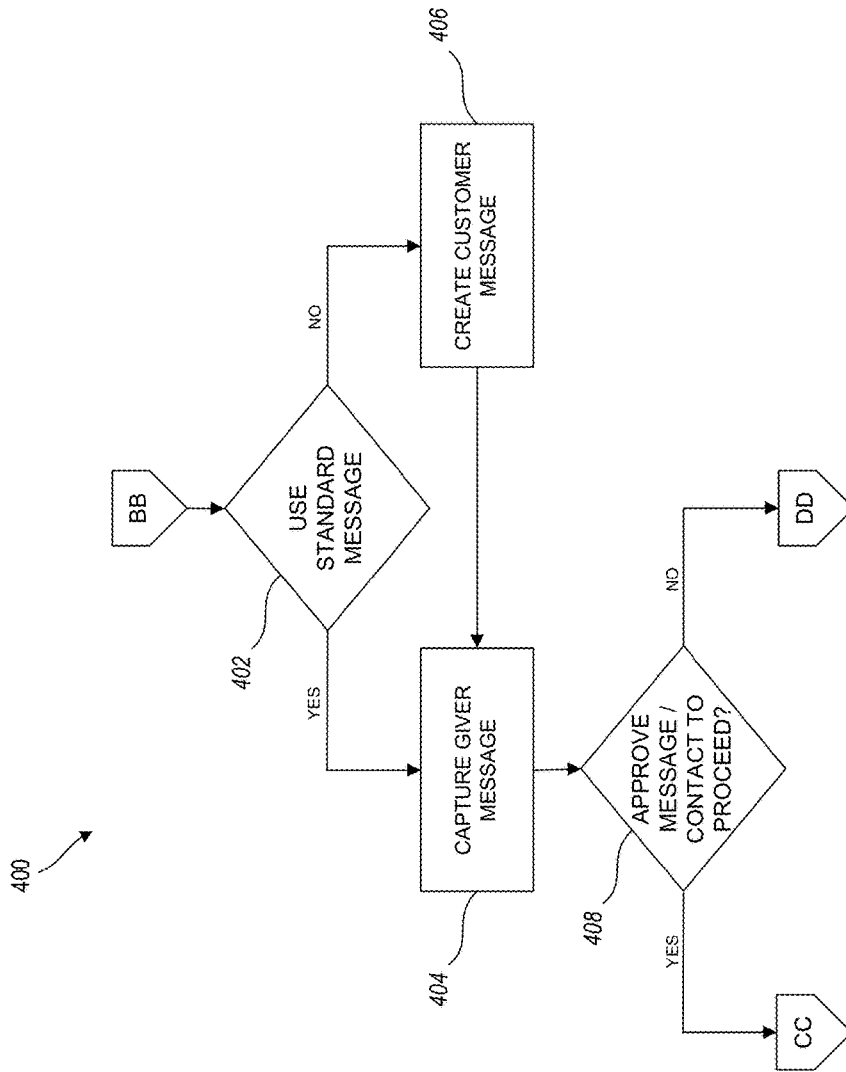 400
BB
USE
STANDARD
MESSAGE
402
YES
NO
CAPTURE GIVER
MESSAGE
404
CREATE CUSTOMER
MESSAGE
406
APPROVE
MESSAGE /
CONTACT TO
PROCEED?
408
YES
NO
CC
DD